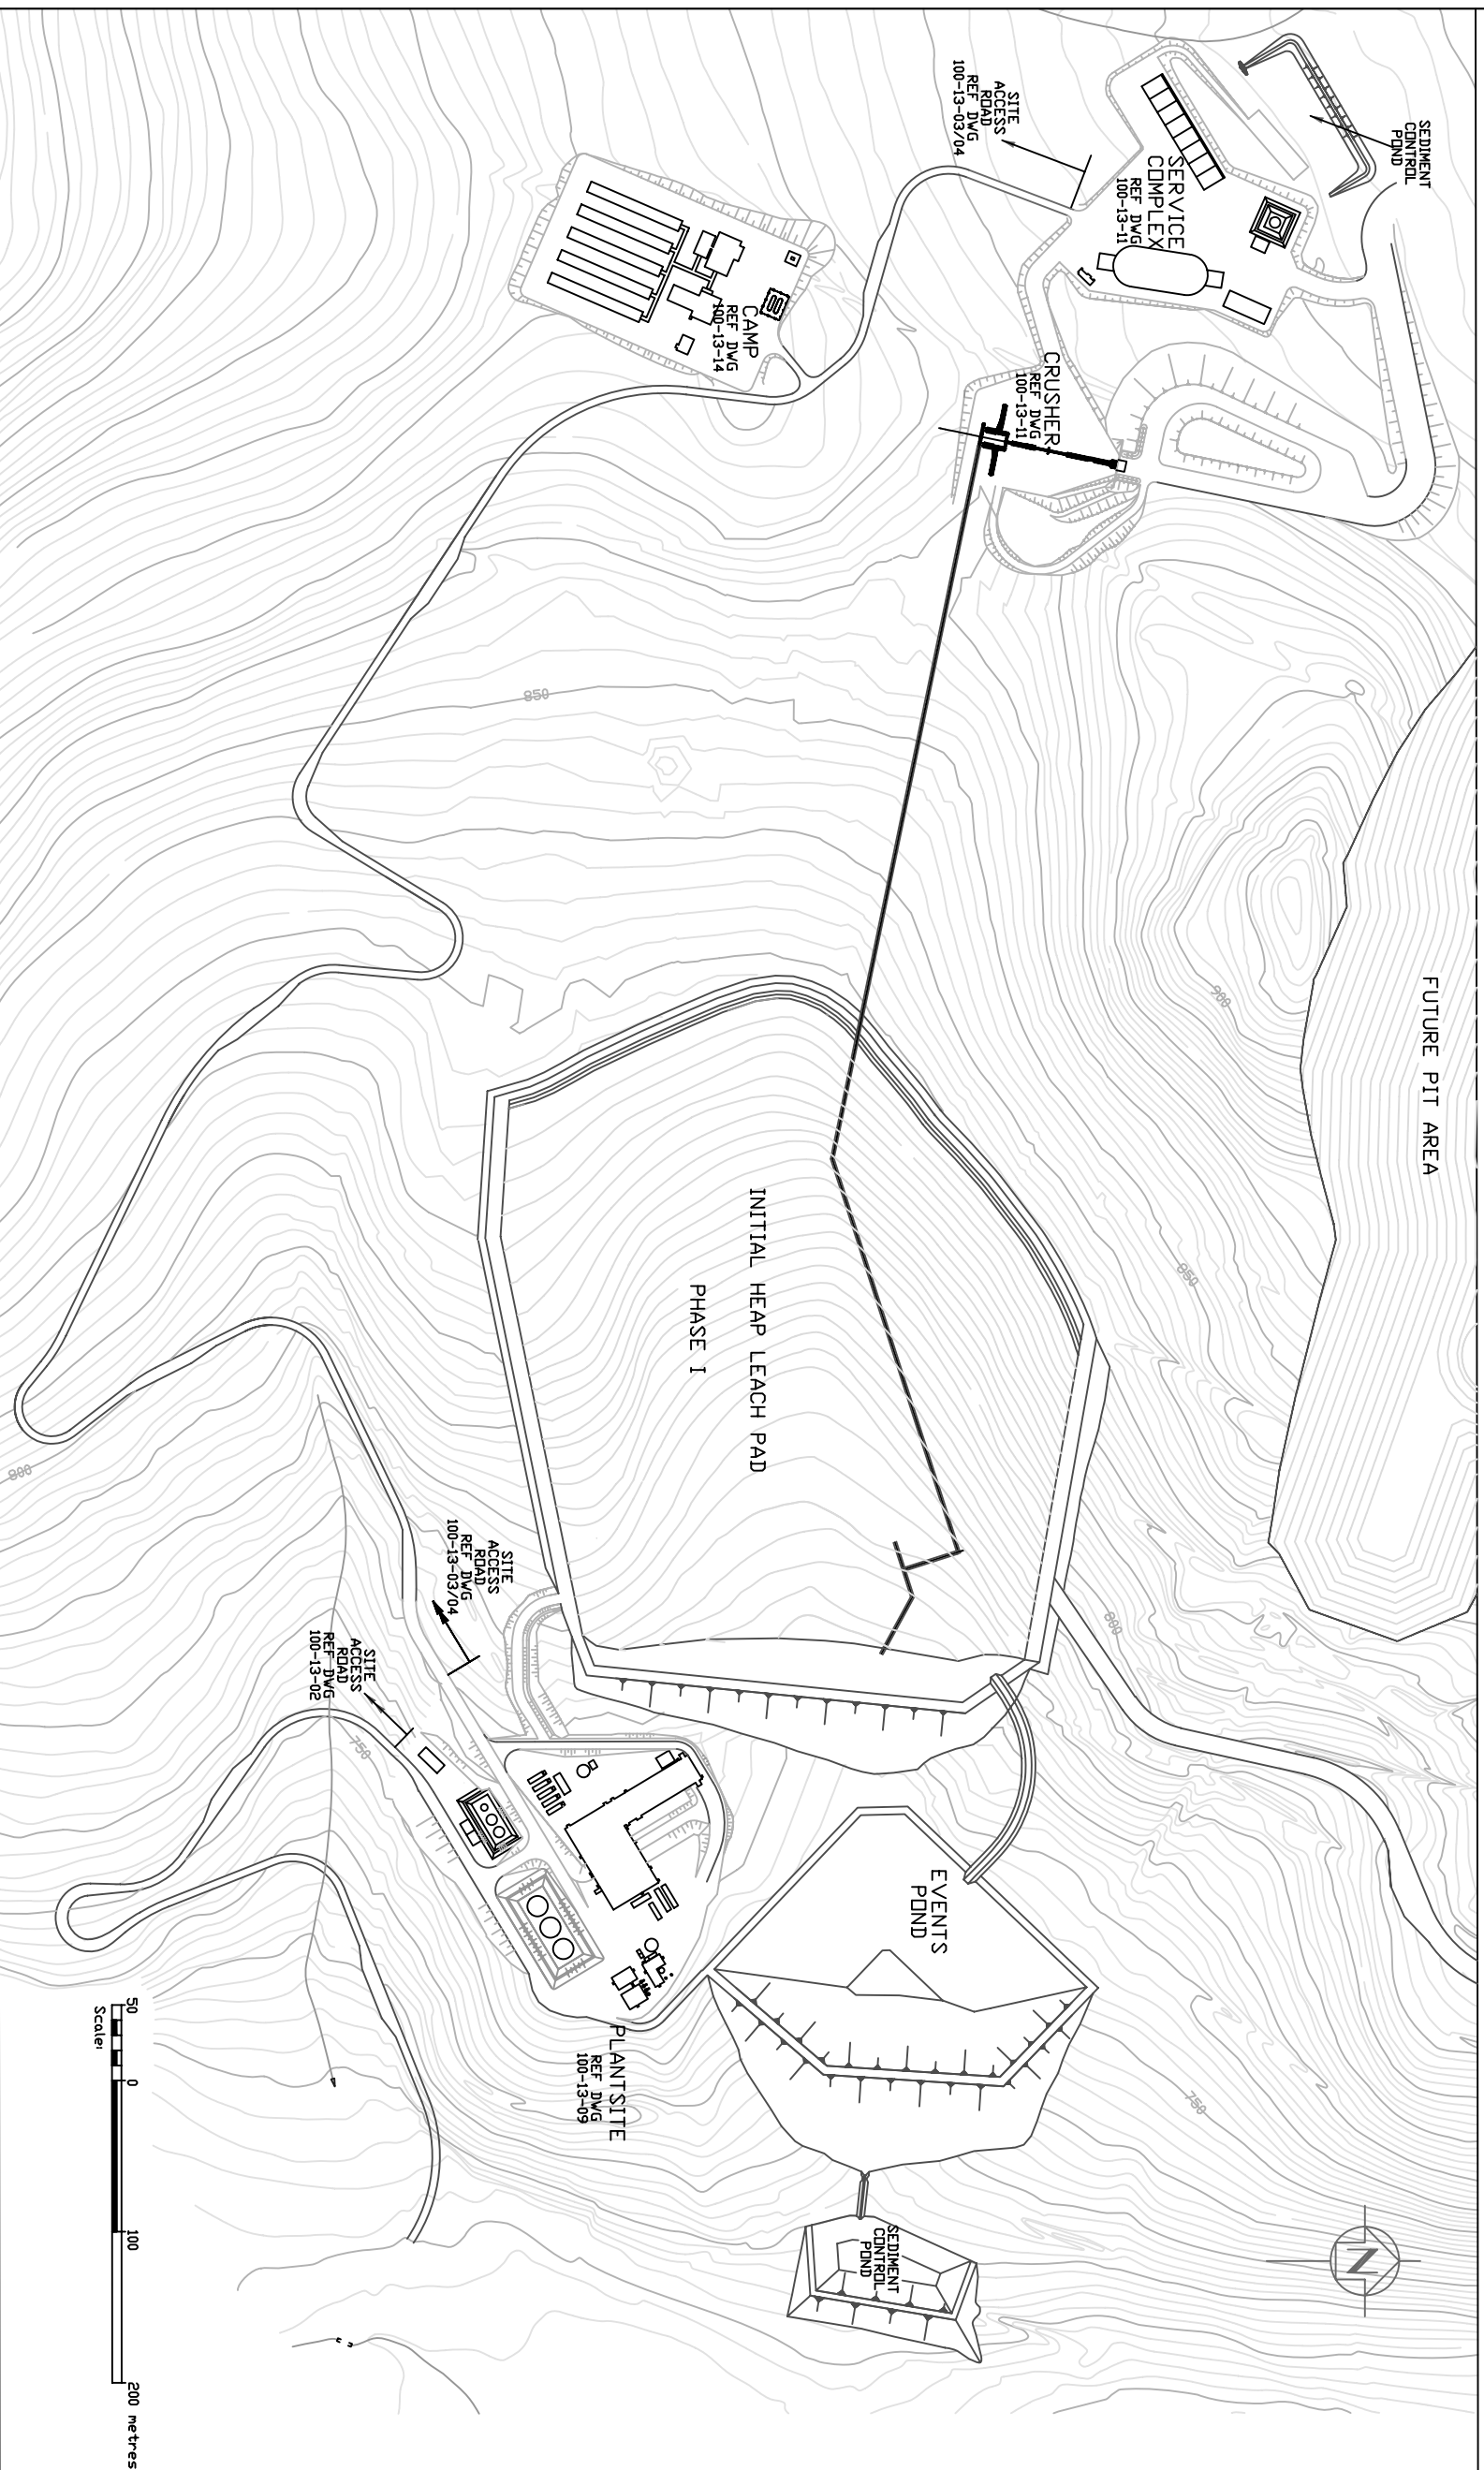 SEDIMENT
CONTROL
POND
SITE
ACCESS
ROAD
REF DWG
100-13-03/04
SERVICE
COMPLEX
REF DWG
100-13-11
CAMP
REF DWG
100-13-14
CRUSHER
REF DWG
100-13-11
850
900
FUTURE PIT AREA
850
INITIAL HEAP LEACH PAD
PHASE I
800
800
SITE
ACCESS
ROAD
REF DWG
100-13-03/04
SITE
ACCESS
ROAD
REF DWG
100-13-02
750
EVENTS
POND
PLANTSITE
REF DWG
100-13-09
750
SEDIMENT
CONTROL
POND
N
50 0 100 200 metres
Scale: